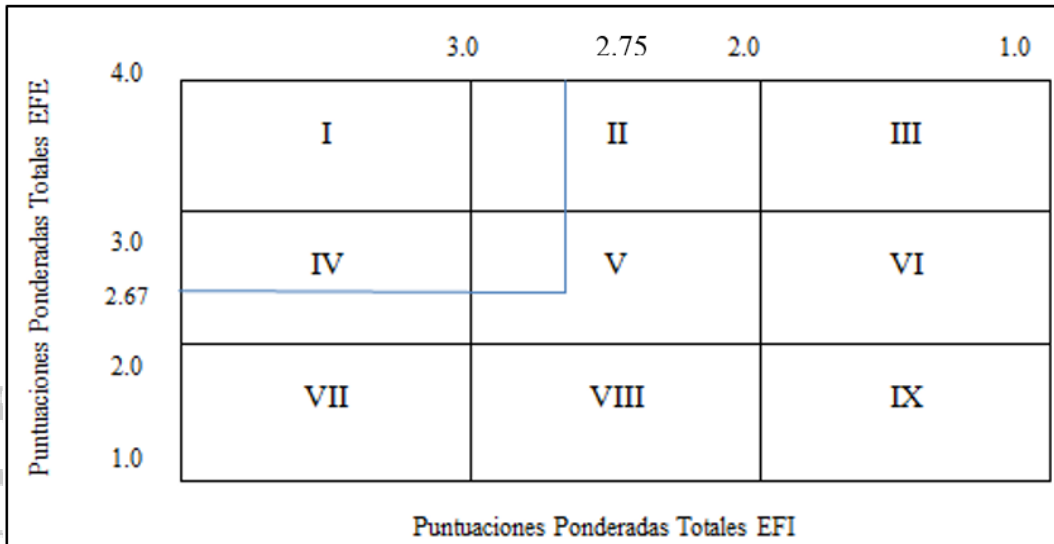 3.0 2.75 2.0 1.0
4.0
I II III
3.0
IV V VI
2.67
2.0
VII VIII IX
1.0
Puntuaciones Ponderadas Totales EFE
Puntuaciones Ponderadas Totales EFI